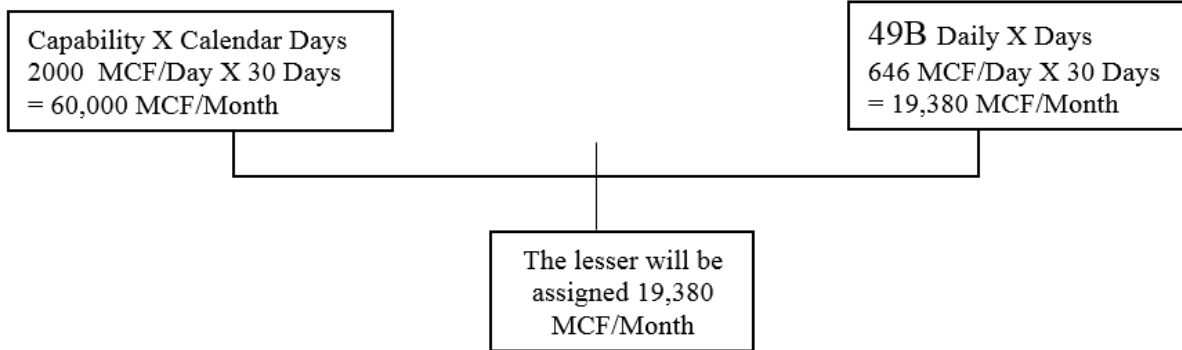 Capability X Calendar Days
2000 MCF/Day X 30 Days
= 60,000 MCF/Month
49B Daily X Days
646 MCF/Day X 30 Days
= 19,380 MCF/Month
The lesser will be
assigned 19,380
MCF/Month